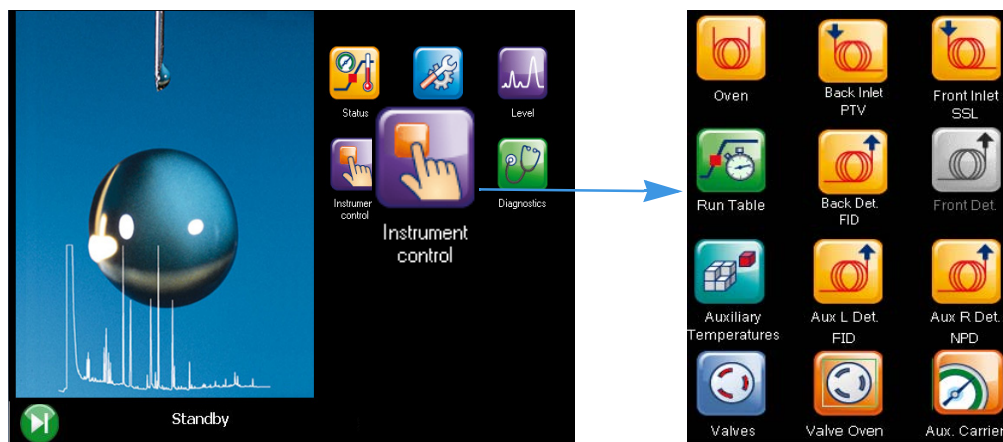 Status
Level
Instrumen
control
Diagnostics
Instrument
control
Standby
Oven
Back Inlet
PTV
Front Inlet
SSL
Run Table
Back Det.
FID
Front Det.
Auxiliary
Temperatures
Aux L Det.
FID
Aux R Det.
NPD
Valves
Valve Oven
Aux. Carrier